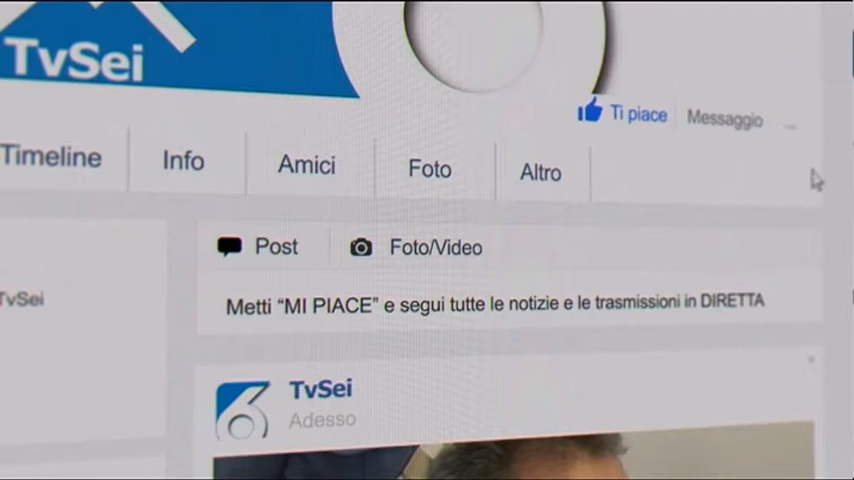 TvSei
Ti piace
Messaggio
...
Timeline
Info
Amici
Foto
Altro
Post
Foto/Video
TvSei
Metti “MI PIACE” e segui tutte le notizie e le trasmissioni in DIRETTA
TvSei
Adesso